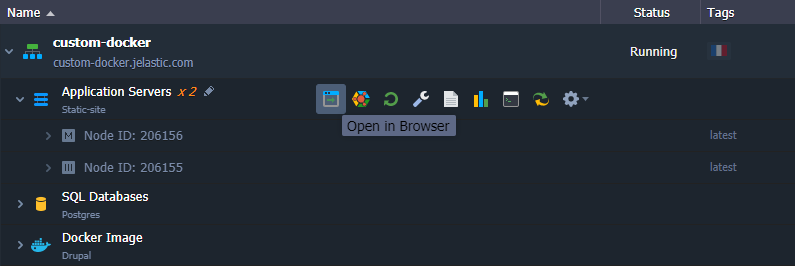 Name Status Tags
custom-docker
custom-docker.jelastic.com
Running
Application Servers x 2
Static-site
Open in Browser
M Node ID: 206156 latest
Node ID: 206155 latest
SQL Databases
Postgres
Docker Image
Drupal